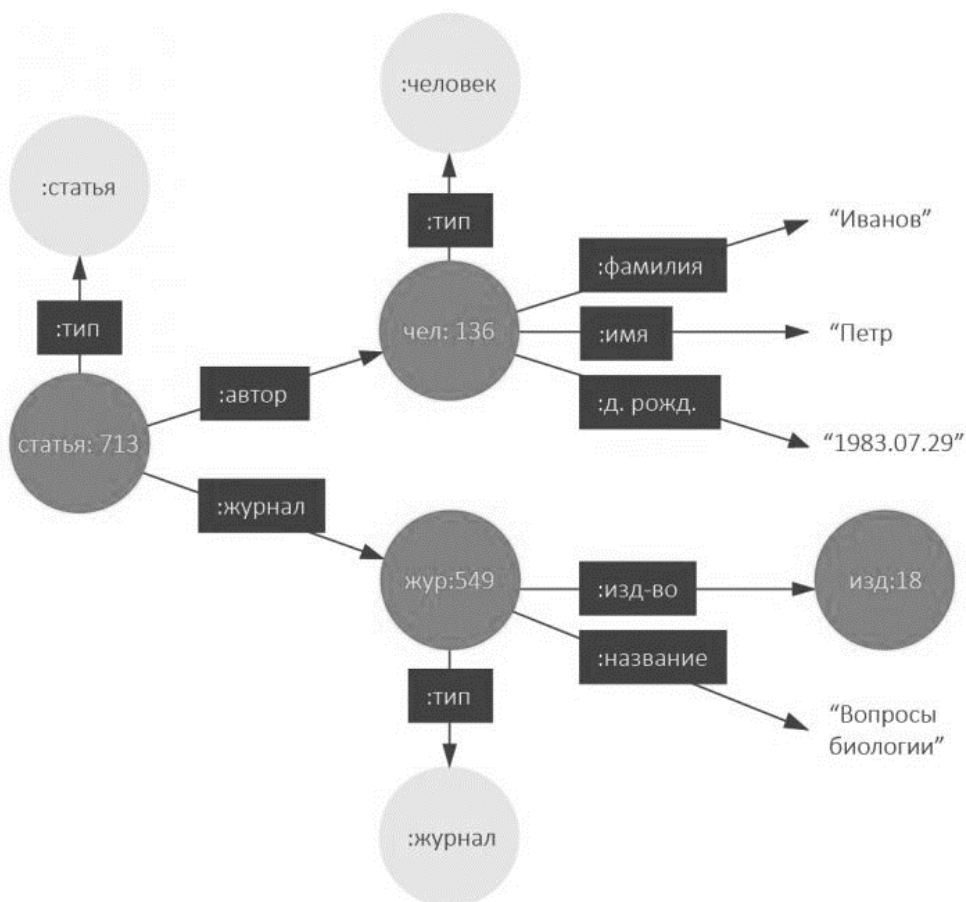 :человек
:статья
:тип
“Иванов”
:фамилия
:тип
чел: 136
:имя
“Петр
:автор
:д. рожд.
статья: 713
“1983.07.29”
:журнал
жур:549
:изд-во
изд:18
:название
:тип
“Вопросы
биологии”
:журнал